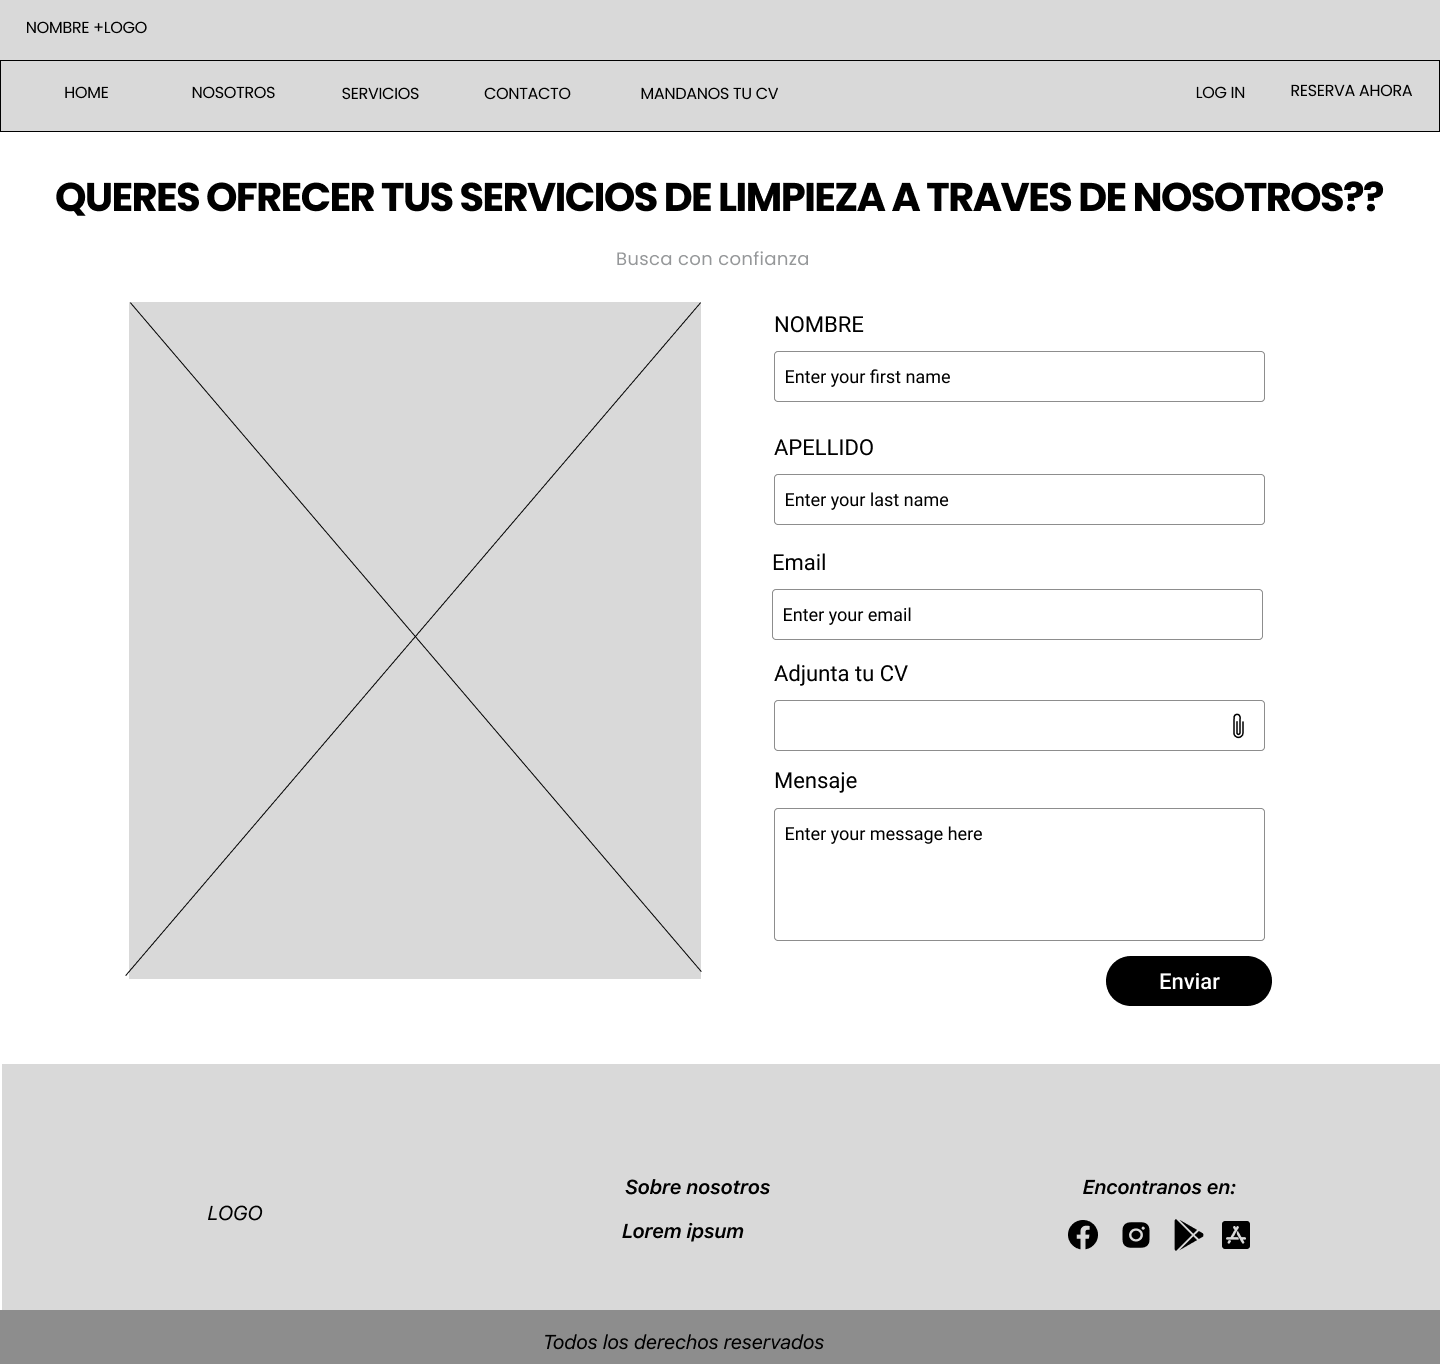 NOMBRE +LOGO
HOME NOSOTROS SERVICIOS CONTACTO MANDANOS TU CV LOG IN RESERVA AHORA
QUERES OFRECER TUS SERVICIOS DE LIMPIEZA A TRAVES DE NOSOTROS??
Busca con confianza
NOMBRE
Enter your first name
APELLIDO
Enter your last name
Email
Enter your email
Adjunta tu CV
Mensaje
Enter your message here
Enviar
LOGO
Sobre nosotros
Lorem ipsum
Encontranos en:
Todos los derechos reservados